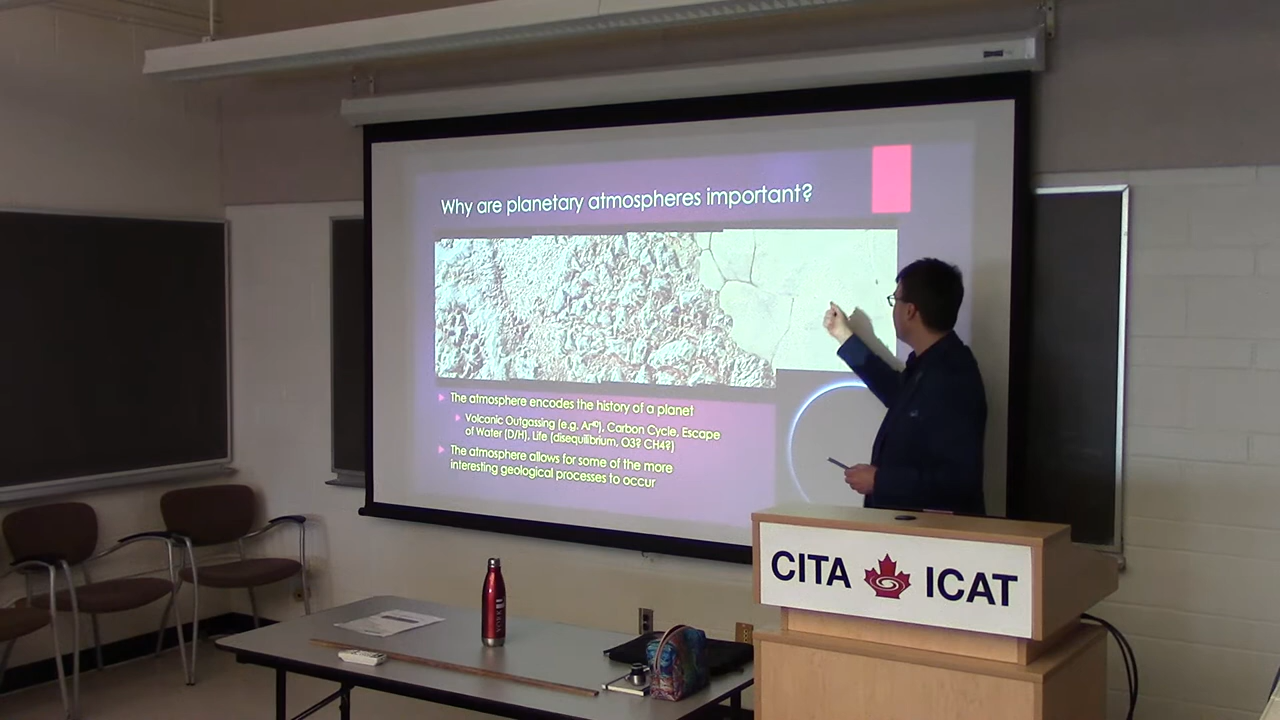 Why are planetary atmospheres important?
The atmosphere encodes the history of a planet
Volcanic Outgassing (e.g. Ar⁴⁰), Carbon Cycle, Escape
of Water (D/H), Life (disequilibrium, O3? CH4?)
The atmosphere allows for some of the more
interesting geological processes to occur
CITA ICAT
YORK U